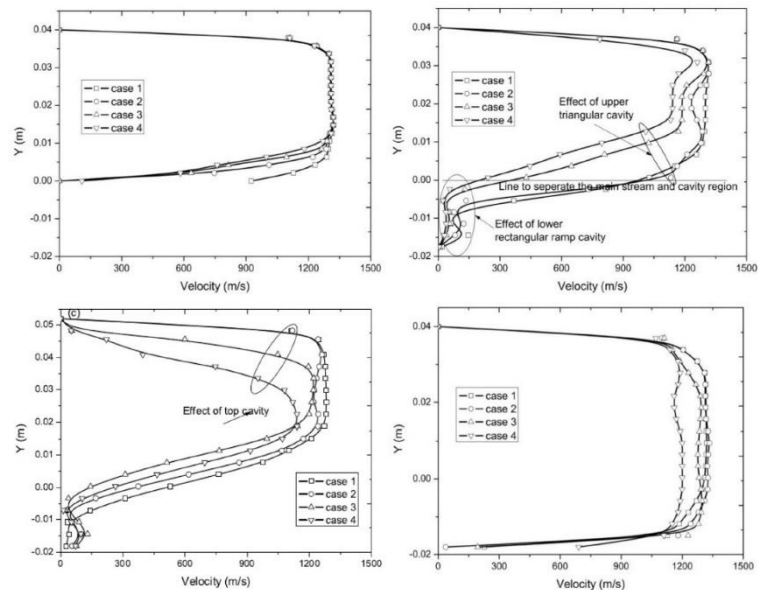 0.04
0.03
0.02
0.01
0.00
-0.01
-0.02
Y (m)
case 1
case 2
case 3
case 4
0
300
600
900
1200
1500
Velocity (m/s)
0.04
0.03
0.02
0.01
0.00
-0.01
-0.02
Y (m)
case 1
case 2
case 3
case 4
Effect of upper
triangular cavity
Line to seperate the main stream and cavity region
Effect of lower
rectangular ramp cavity
0
300
600
900
1200
1500
Velocity (m/s)
(c)
0.05
0.04
0.03
0.02
0.01
0.00
-0.01
-0.02
Y (m)
Effect of top cavity
case 1
case 2
case 3
case 4
0
300
600
900
1200
1500
Velocity (m/s)
0.04
0.02
0.00
-0.02
Y (m)
case 1
case 2
case 3
case 4
0
300
600
900
1200
1500
Velocity (m/s)